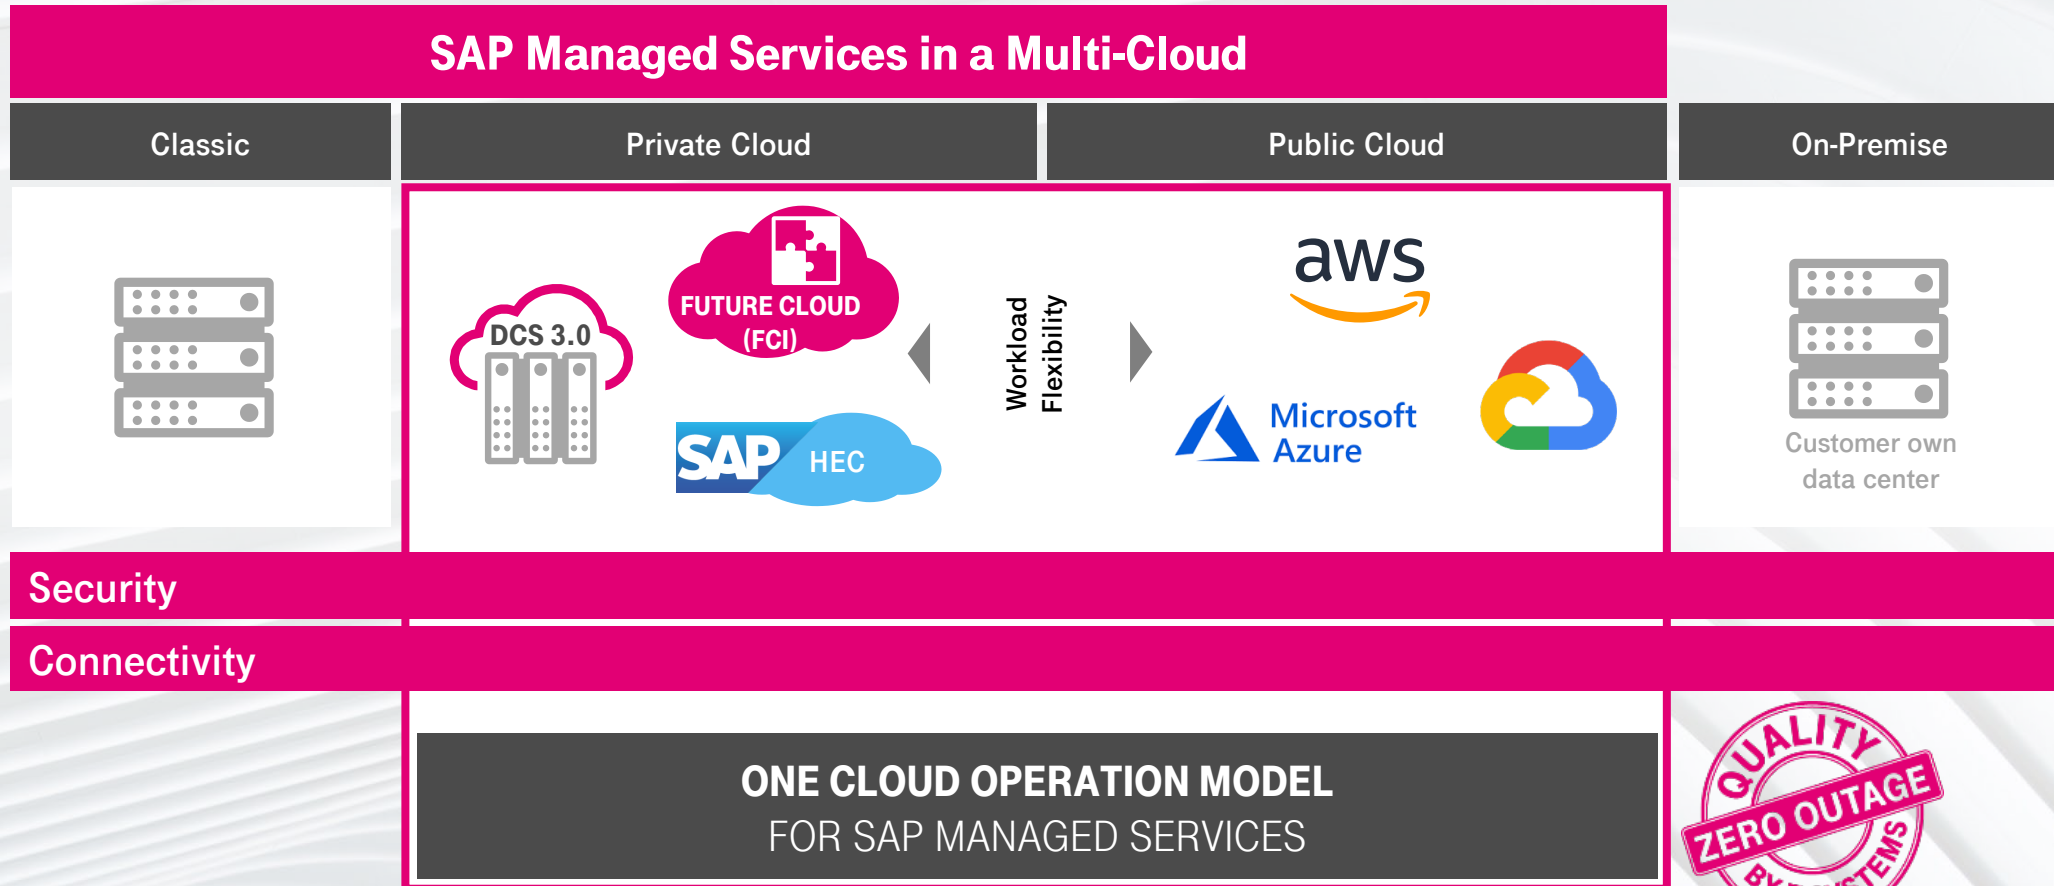 SAP Managed Services in a Multi-Cloud
Classic
Private Cloud
Public Cloud
On-Premise
DCS 3.0
FUTURE CLOUD
(FCI)
SAP HEC
Workload
Flexibility
aws
Microsoft
Azure
Customer own
data center
Security
Connectivity
ONE CLOUD OPERATION MODEL
FOR SAP MANAGED SERVICES
QUALITY
ZERO OUTAGE